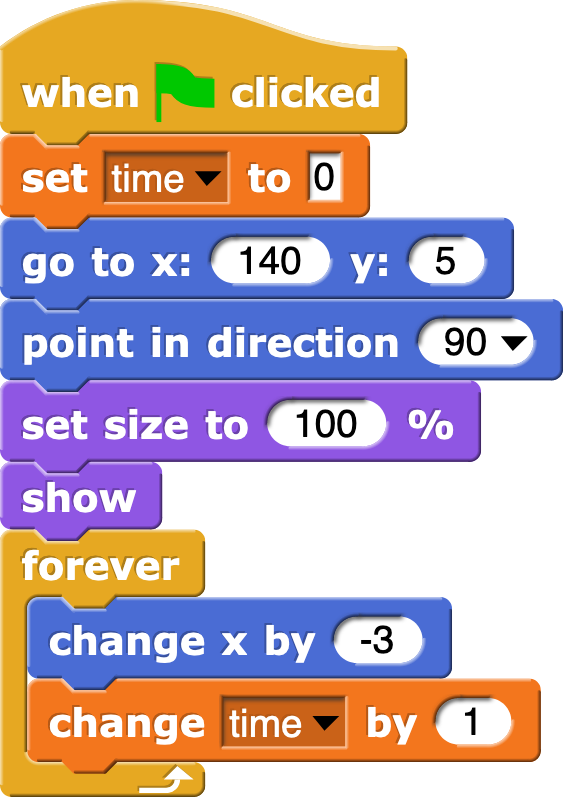 when clicked
set time to 0
go to x: 140 y: 5
point in direction 90
set size to 100 %
show
forever
change x by -3
change time by 1